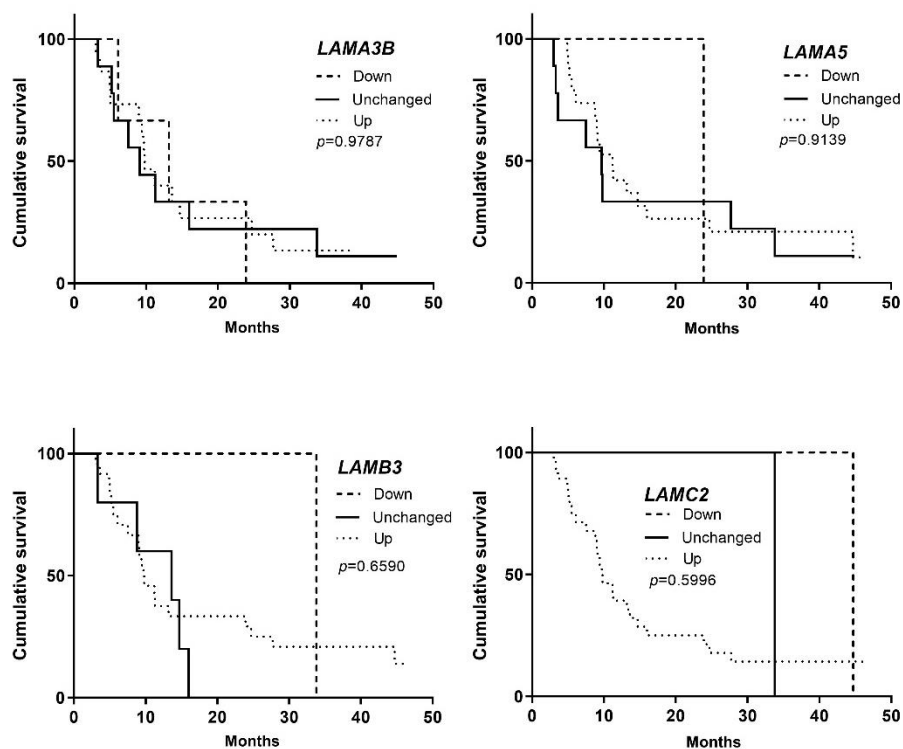 LAMA3B
Down
Unchanged
Up
p=0.9787
Cumulative survival
100
50
0
0 10 20 30 40 50
Months
LAMA5
Down
Unchanged
Up
p=0.9139
Cumulative survival
100
50
0
0 10 20 30 40 50
Months
LAMB3
Down
Unchanged
Up
p=0.6590
Cumulative survival
100
50
0
0 10 20 30 40 50
Months
LAMC2
Down
Unchanged
Up
p=0.5996
Cumulative survival
100
50
0
0 10 20 30 40 50
Months